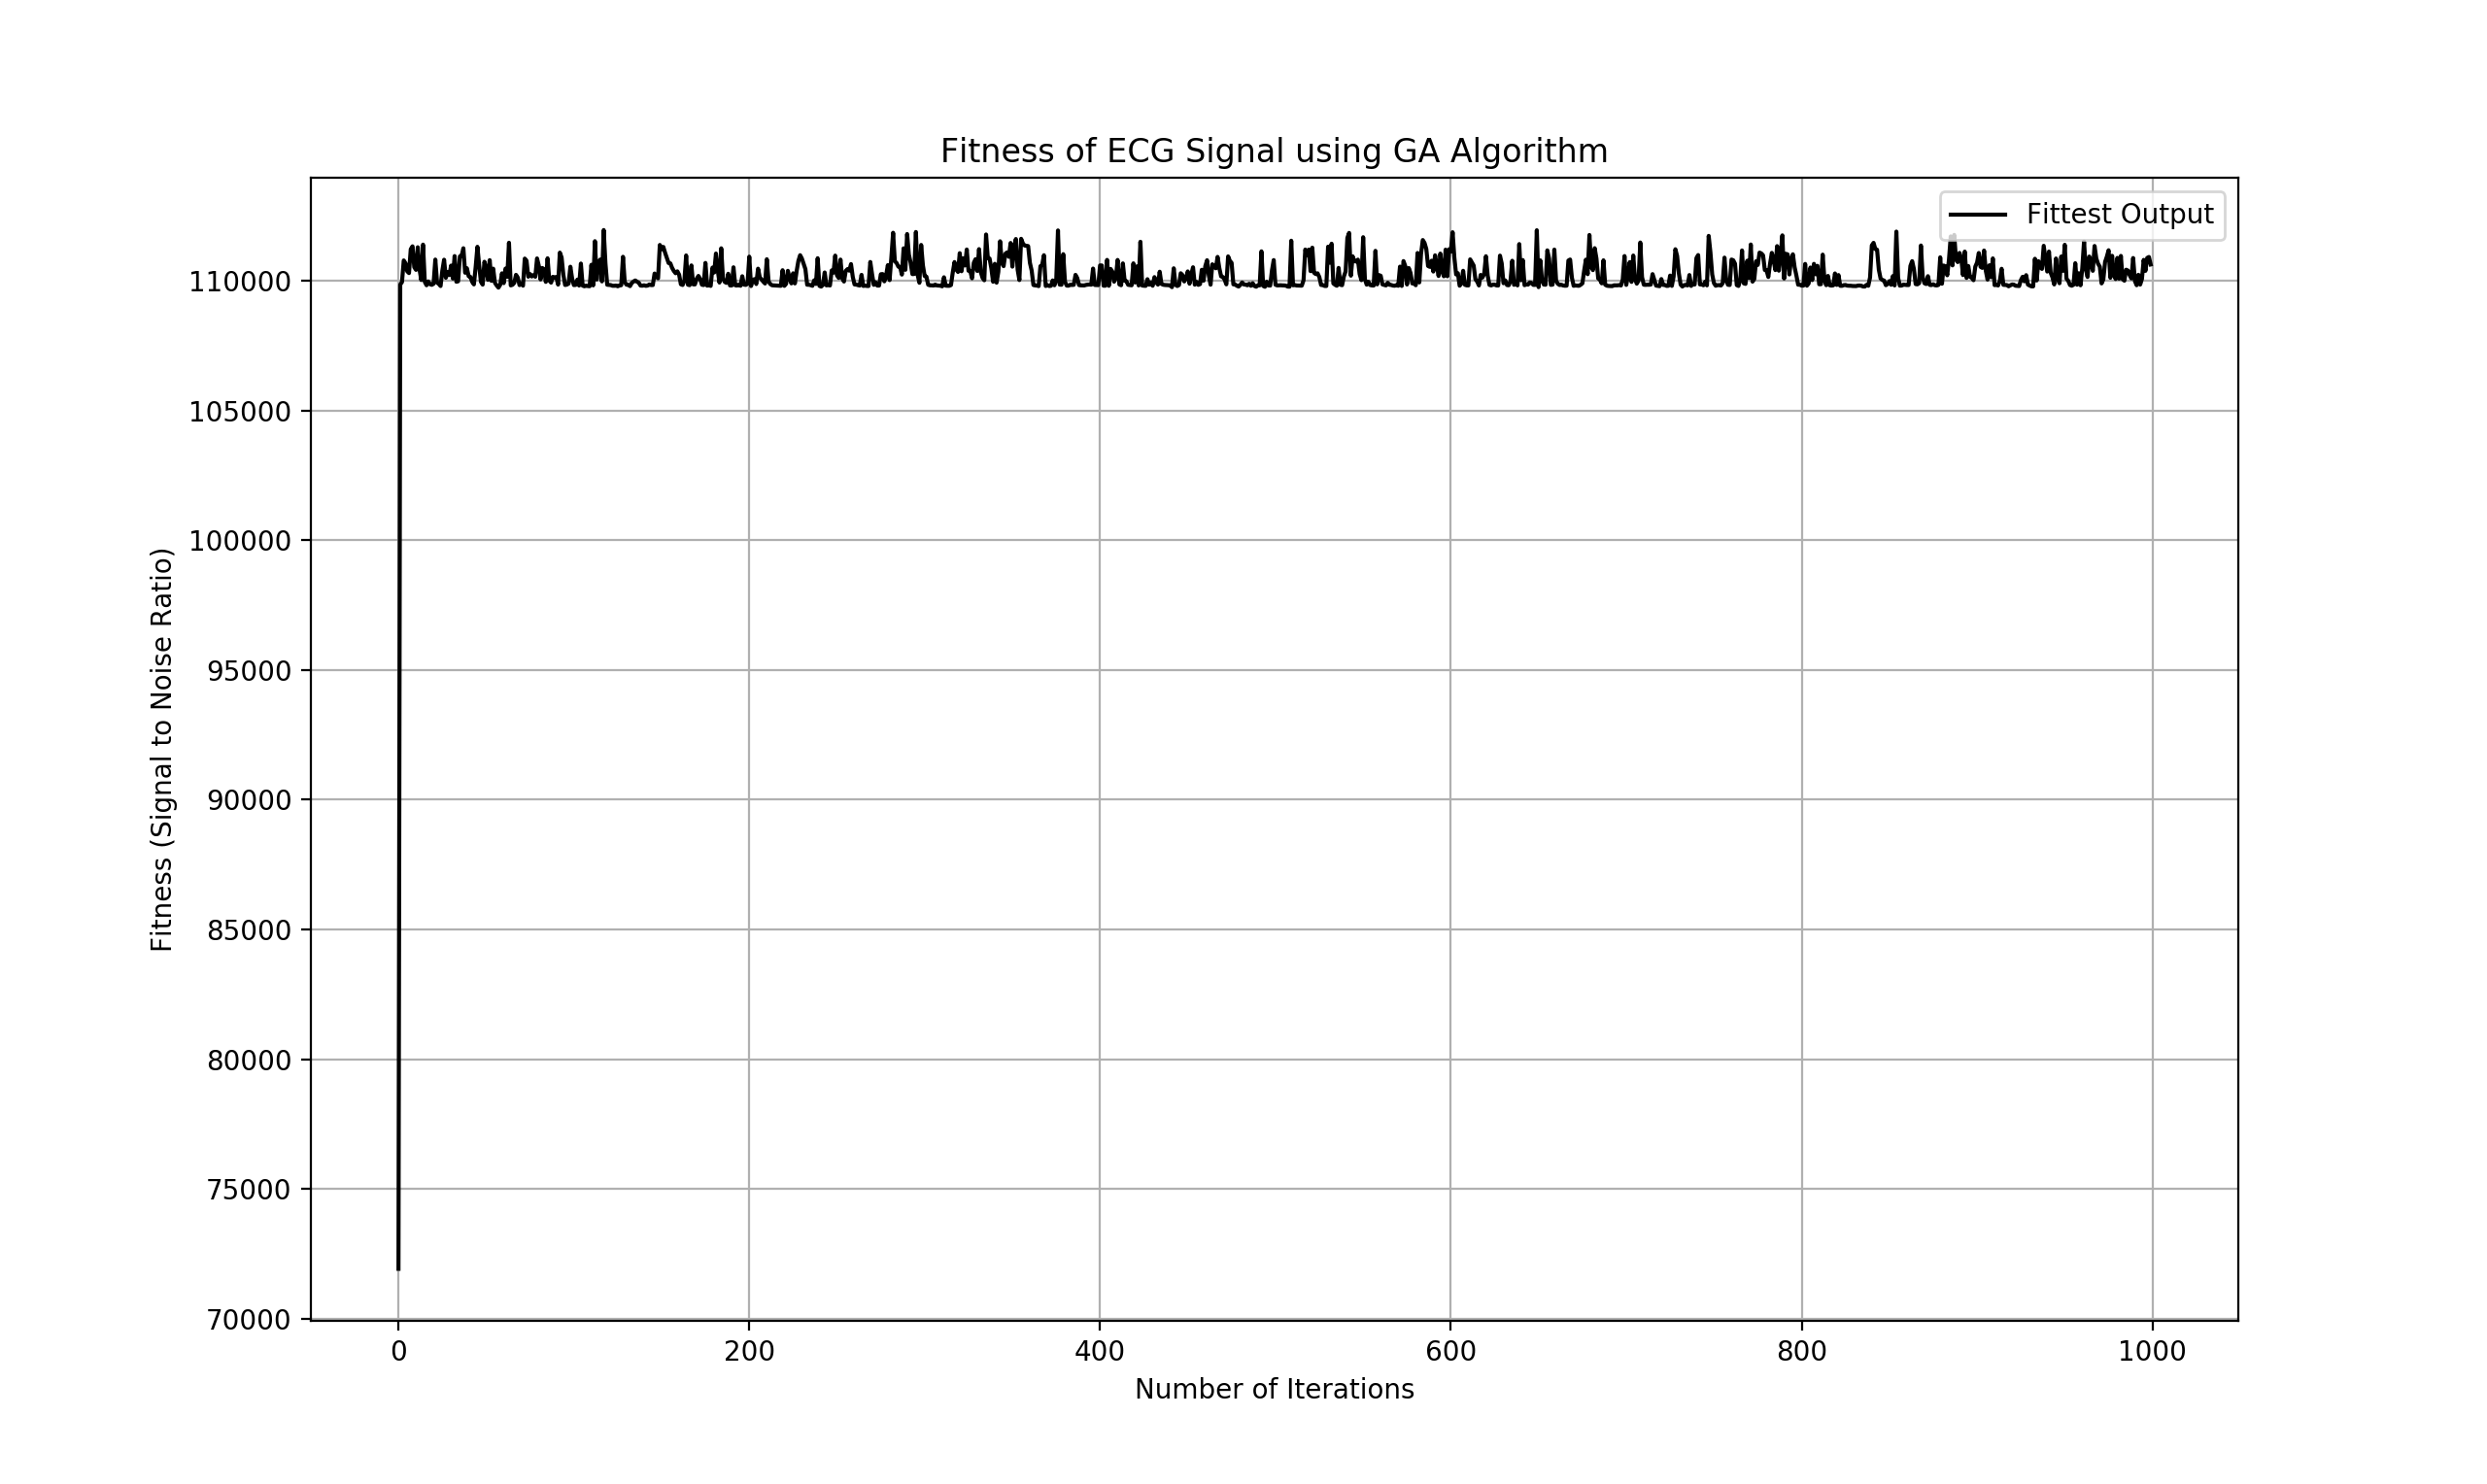 Fitness of ECG Signal using GA Algorithm
Fittest Output
Fitness (Signal to Noise Ratio)
110000
105000
100000
95000
90000
85000
80000
75000
70000
0 200 400 600 800 1000
Number of Iterations